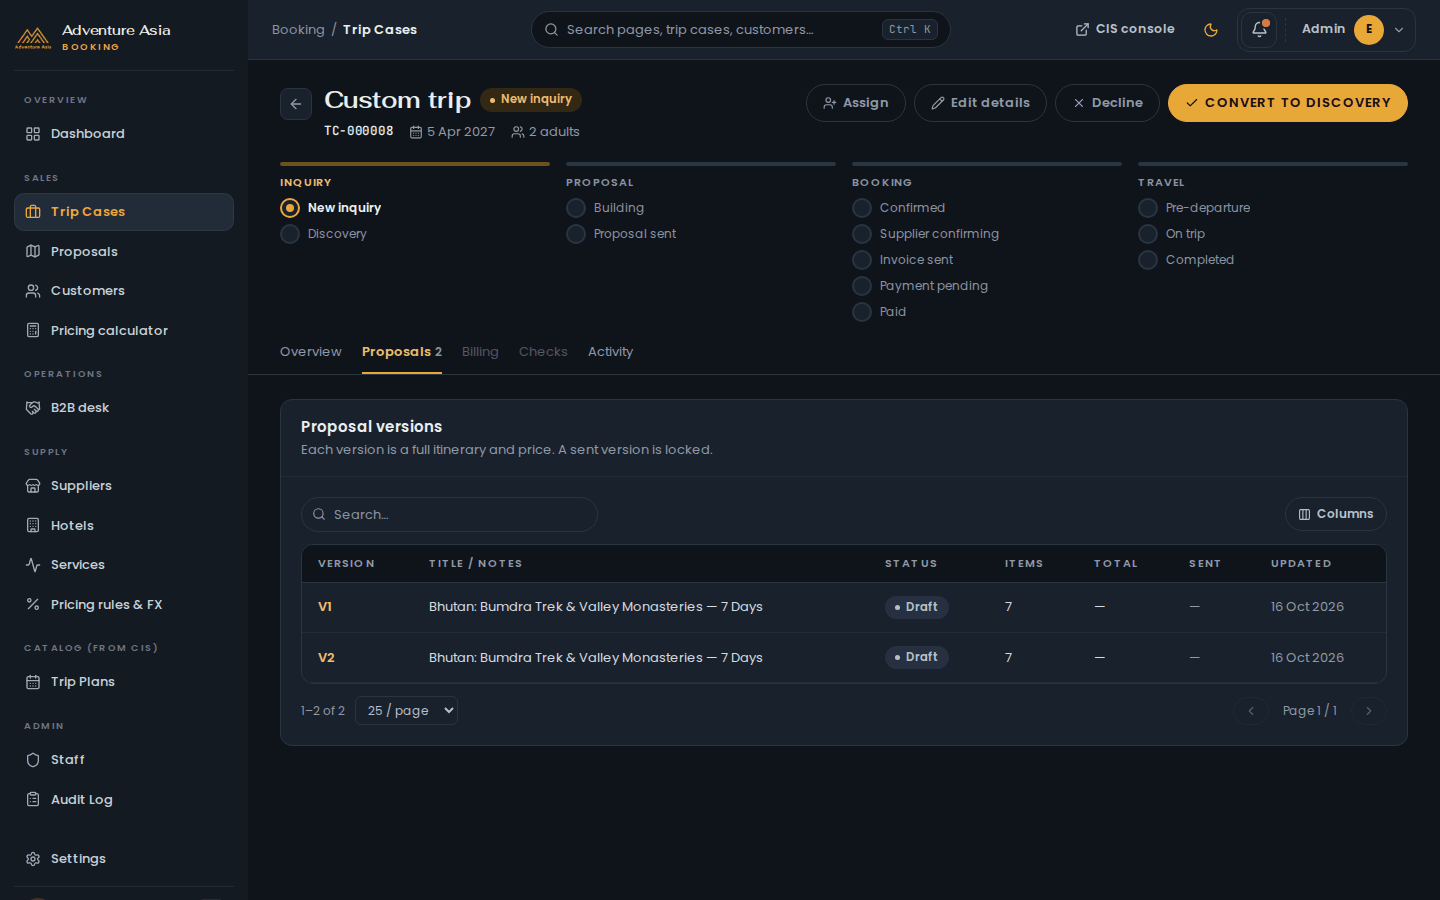 Adventure Asia
BOOKING
Adventure Asia
OVERVIEW
Dashboard
SALES
Trip Cases
Proposals
Customers
Pricing calculator
OPERATIONS
B2B desk
SUPPLY
Suppliers
Hotels
Services
Pricing rules & FX
CATALOG (FROM CIS)
Trip Plans
ADMIN
Staff
Audit Log
Settings
Booking / Trip Cases
Search pages, trip cases, customers...
Ctrl K
CIS console
Admin
E
Custom trip
New inquiry
TC-000008
5 Apr 2027
2 adults
Assign
Edit details
Decline
CONVERT TO DISCOVERY
INQUIRY
New inquiry
Discovery
PROPOSAL
Building
Proposal sent
BOOKING
Confirmed
Supplier confirming
Invoice sent
Payment pending
Paid
TRAVEL
Pre-departure
On trip
Completed
Overview
Proposals 2
Billing
Checks
Activity
Proposal versions
Each version is a full itinerary and price. A sent version is locked.
Search...
Columns
VERSION TITLE / NOTES STATUS ITEMS TOTAL SENT UPDATED
V1 Bhutan: Bumdra Trek & Valley Monasteries — 7 Days Draft 7 — — 16 Oct 2026
V2 Bhutan: Bumdra Trek & Valley Monasteries — 7 Days Draft 7 — — 16 Oct 2026
1–2 of 2
25 / page
Page 1 / 1